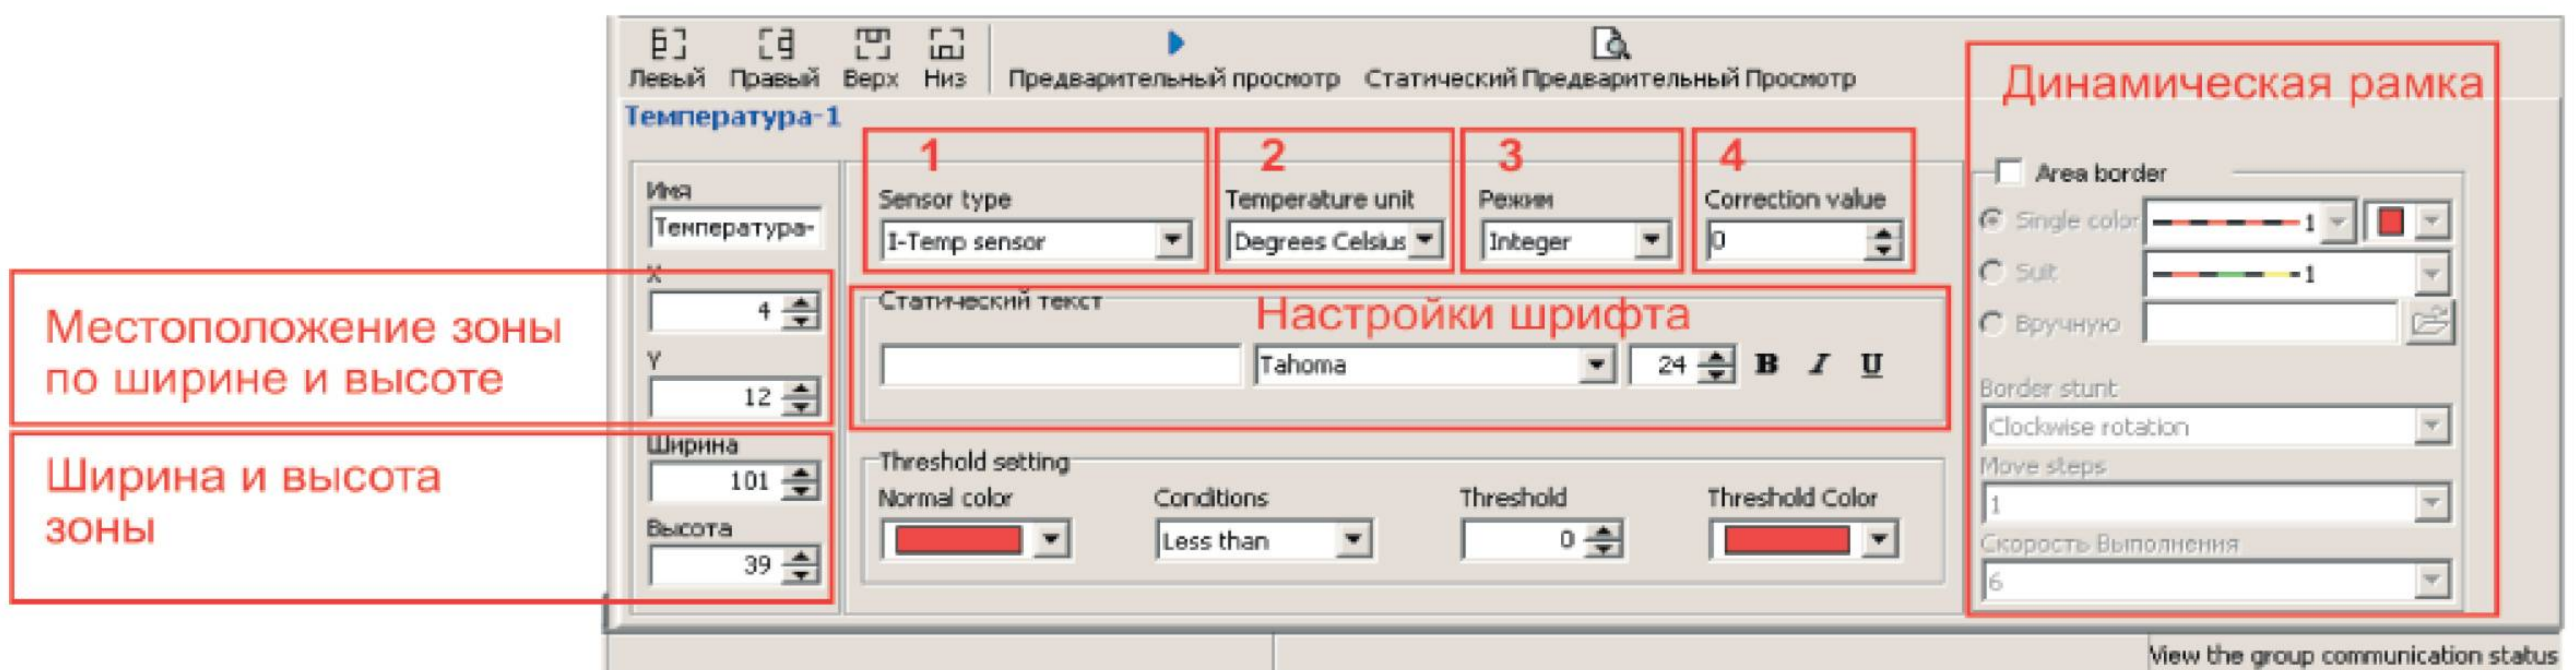 Левый Правый Верх Низ Предварительный просмотр Статический Предварительный Просмотр
Динамическая рамка
Температура-1
1 2 3 4
Имя
Температура-
Sensor type
I-Temp sensor
Temperature unit
Degrees Celsius
Режим
Integer
Correction value
0
Местоположение зоны
по ширине и высоте
X
4
Y
12
Ширина и высота
зоны
Ширина
101
Высота
39
Статический текст
Настройки шрифта
Tahoma 24 B I U
Threshold setting
Normal color Conditions Threshold Threshold Color
Less than 0
Area border
Single color 1
Suit 1
Вручную
Border stunt
Clockwise rotation
Move steps
1
Скорость Выполнения
6
View the group communication status